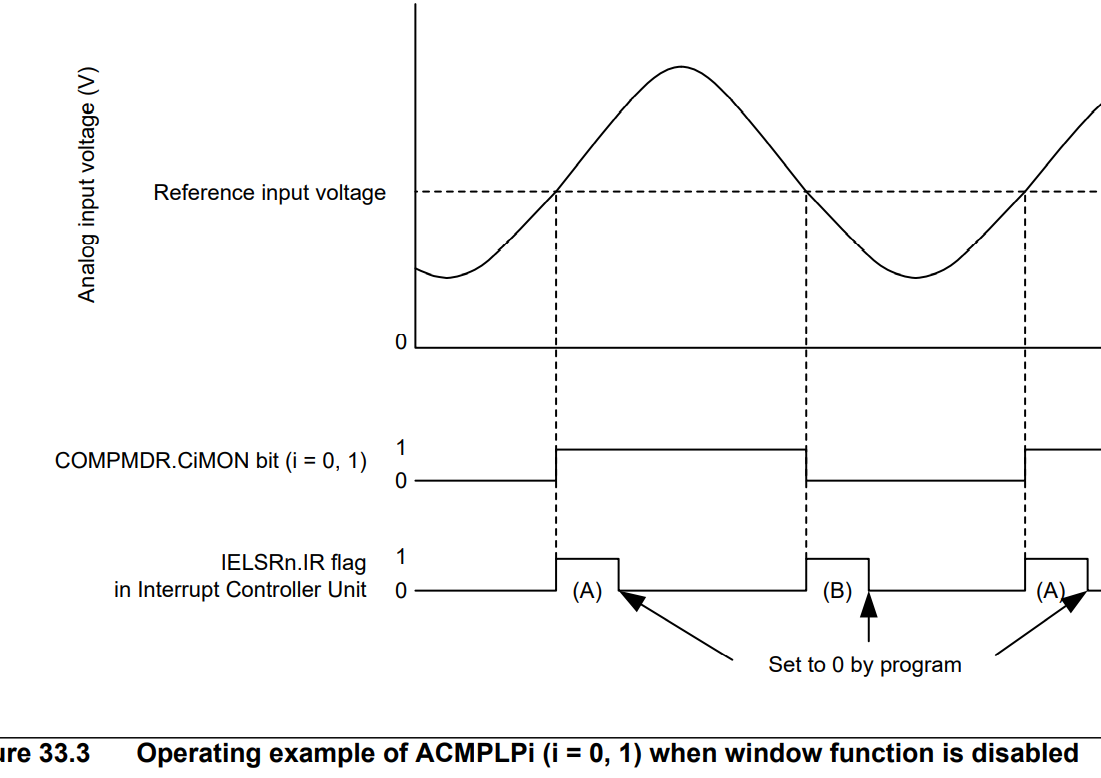 Analog input voltage (V)
Reference input voltage
0
COMPMDR.CiMON bit (i = 0, 1)
1
0
IELSRn.IR flag
in Interrupt Controller Unit
1
0
(A)
(B)
(A)
Set to 0 by program
ure 33.3 Operating example of ACMPLPi (i = 0, 1) when window function is disabled